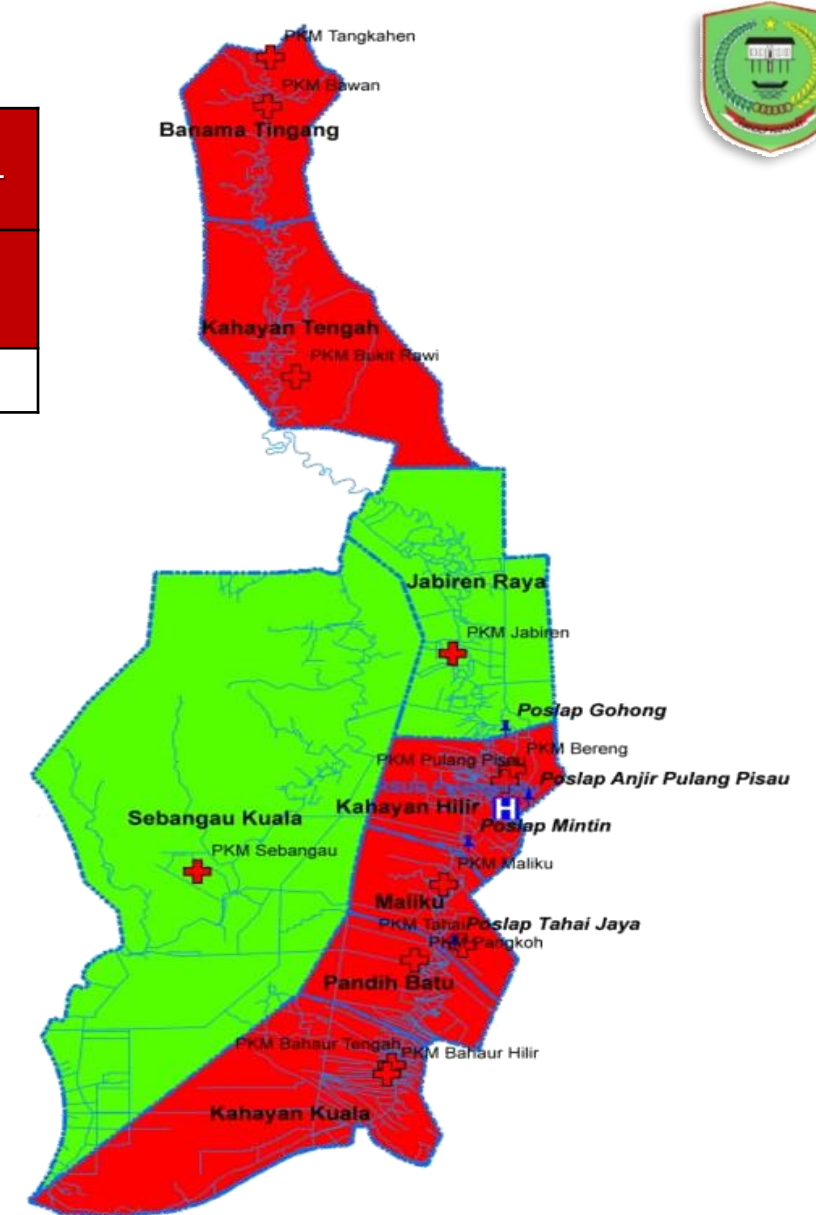 PKM Tangkahen
PKM Bawan
Banama Tingang
Kahayan Tengah
PKM Bukit Rawi
Jabiren Raya
PKM Jabiren
Poslap Gohong
PKM Bereng
PKM Pulang Pisau
Poslap Anjir Pulang Pisau
Kahayan Hilir
H
Sebangau Kuala
Poslap Mintin
PKM Sebangau
PKM Maliku
Maliku
PKM Tahai
Poslap Tahai Jaya
PKM Pangkoh
Pandih Batu
PKM Bahaur Tengah
PKM Bahaur Hilir
Kahayan Kuala